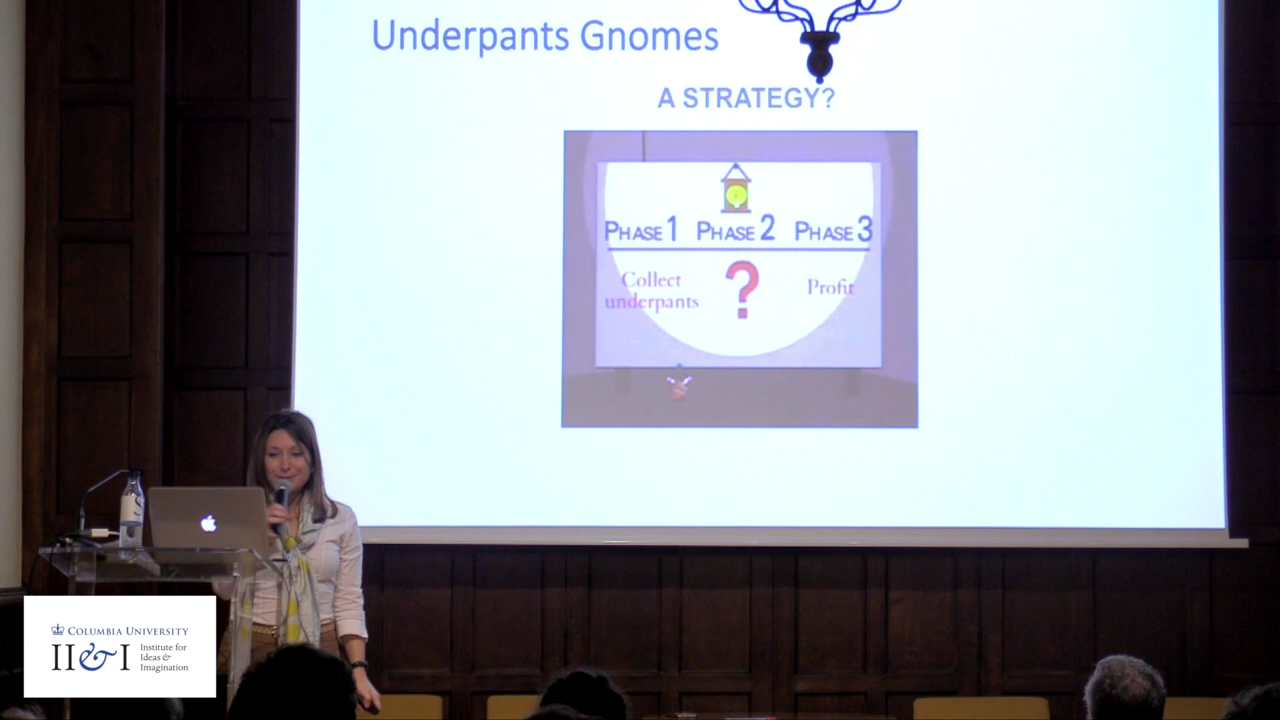 Underpants Gnomes
A STRATEGY?
PHASE 1 PHASE 2 PHASE 3
Collect
underpants
?
Profit
COLUMBIA UNIVERSITY
II&I
Institute for
Ideas &
Imagination